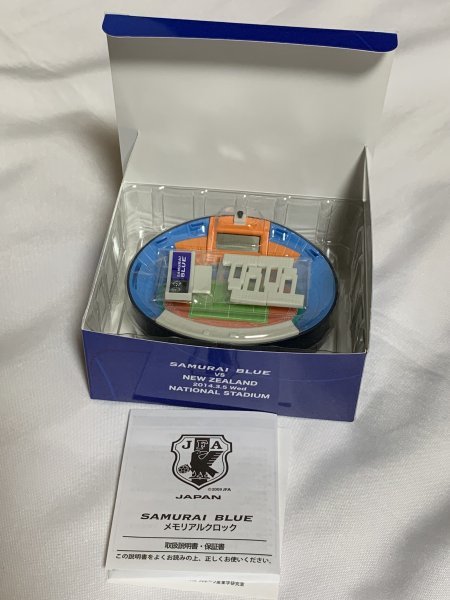 SAMURAI
BLUE
SAMURAI BLUE
VS
NEW ZEALAND
2014.3.5 Wed
NATIONAL STADIUM
JFA
©2009 JFA
JAPAN
SAMURAI BLUE
メモリアルクロック
取扱説明書・保証書
この説明書をよくお読みの上、正しくお使いください。